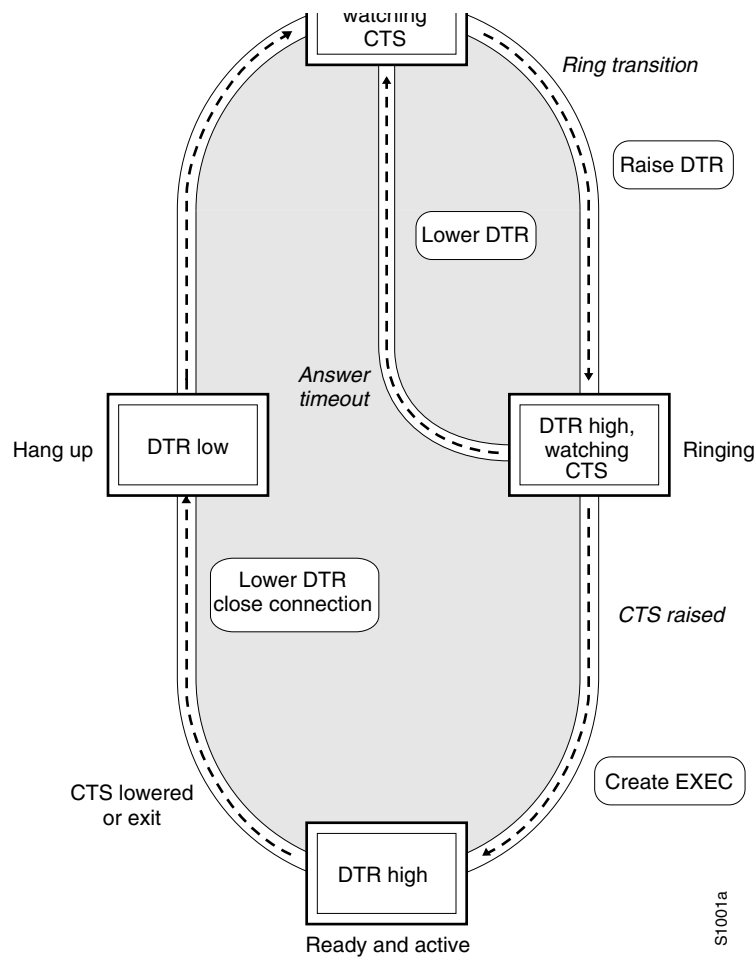 watching
CTS
Ring transition
Raise DTR
Lower DTR
Answer
timeout
Hang up
DTR low
DTR high,
watching
CTS
Ringing
Lower DTR
close connection
CTS raised
CTS lowered
or exit
Create EXEC
DTR high
Ready and active
S1001a